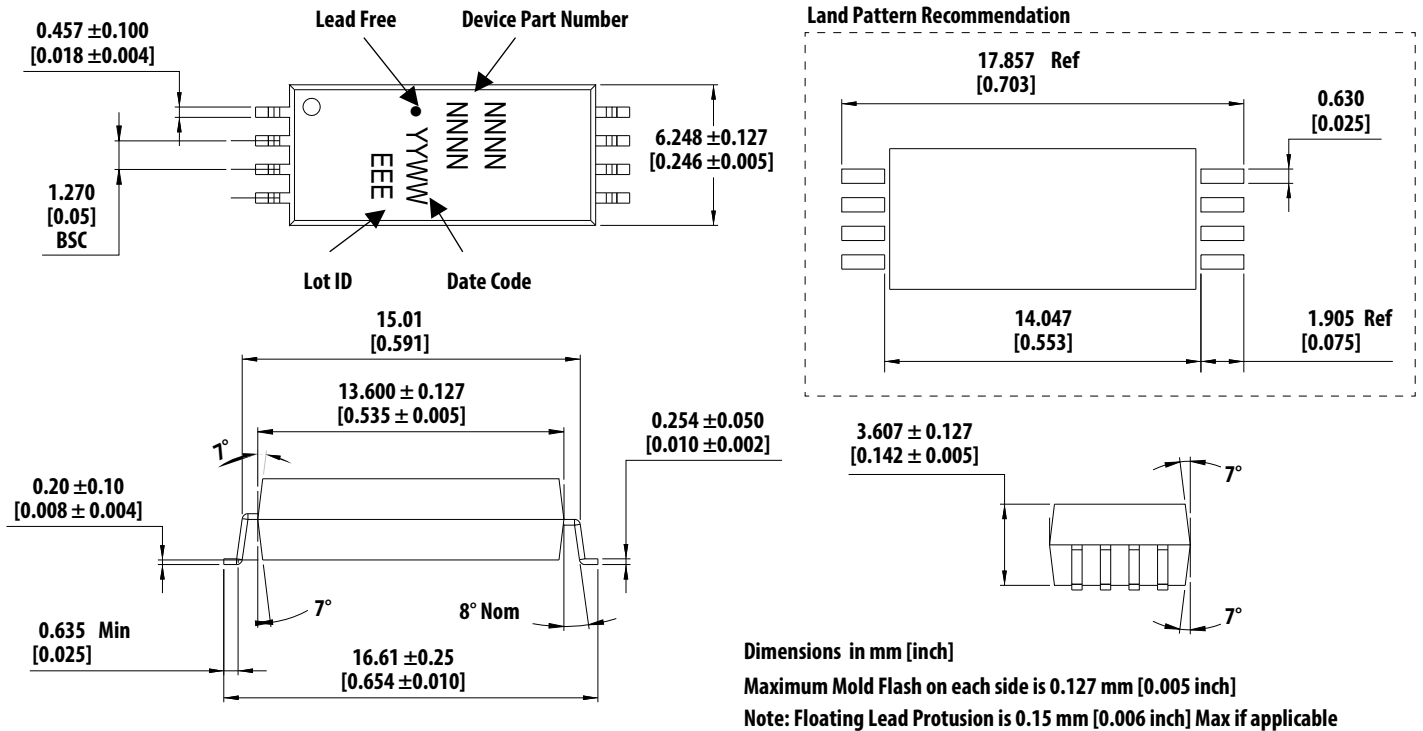 Lead Free
Device Part Number
0.457 ±0.100
[0.018 ±0.004]
NNNN
NNNN
YYWW
EEE
6.248 ±0.127
[0.246 ±0.005]
1.270
[0.05]
BSC
Lot ID
Date Code
Land Pattern Recommendation
17.857 Ref
[0.703]
0.630
[0.025]
14.047
[0.553]
1.905 Ref
[0.075]
15.01
[0.591]
13.600 ± 0.127
[0.535 ± 0.005]
0.254 ±0.050
[0.010 ±0.002]
7°
0.20 ±0.10
[0.008 ± 0.004]
7°
8° Nom
0.635 Min
[0.025]
16.61 ±0.25
[0.654 ±0.010]
3.607 ± 0.127
[0.142 ± 0.005]
7°
7°
Dimensions in mm [inch]
Maximum Mold Flash on each side is 0.127 mm [0.005 inch]
Note: Floating Lead Protusion is 0.15 mm [0.006 inch] Max if applicable